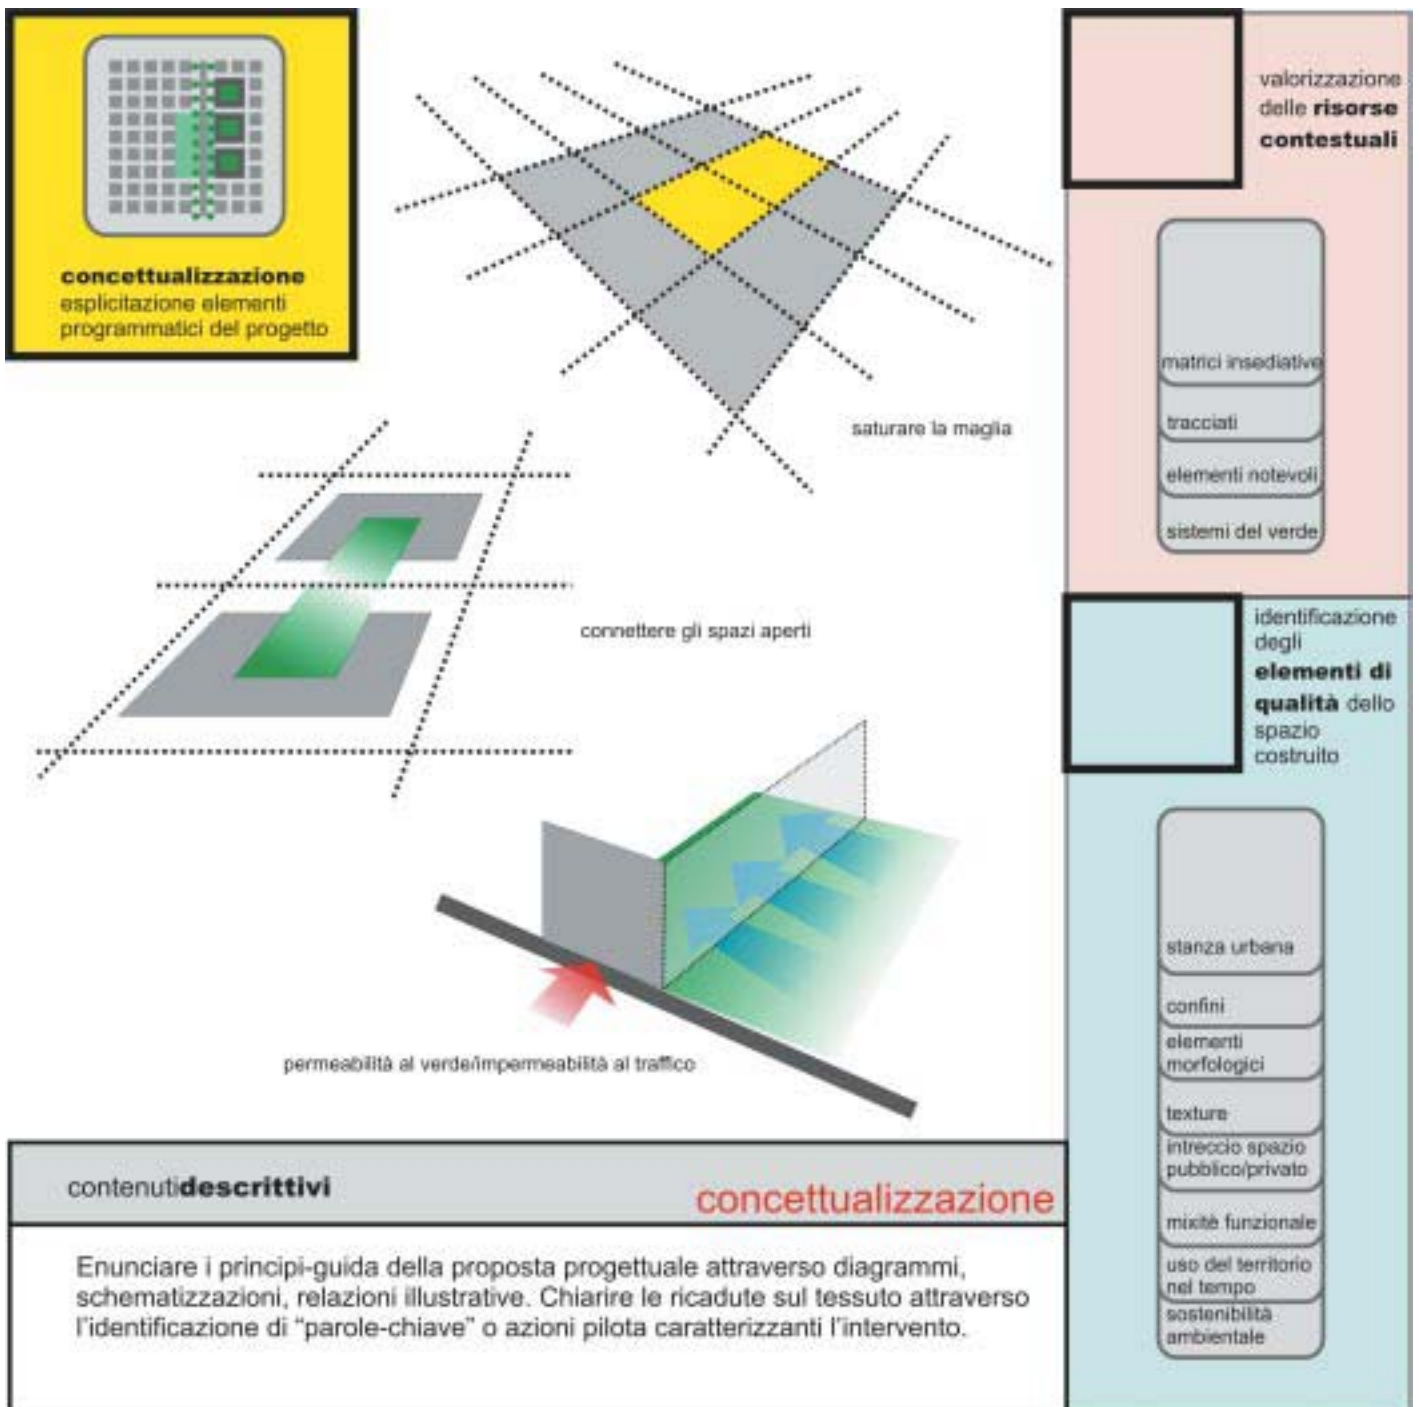 concettualizzazione
esplicitazione elementi
programmatici del progetto
saturare la maglia
connettere gli spazi aperti
permeabilità al verde/impermeabilità al traffico
valorizzazione
delle risorse
contestuali
matrici insediative
tracciati
elementi notevoli
sistemi del verde
identificazione
degli
elementi di
qualità dello
spazio
costruito
stanza urbana
confini
elementi
morfologici
texture
intreccio spazio
pubblico/privato
mixitè funzionale
uso del territorio
nel tempo
sostenibilità
ambientale
contenutidescrittivi
concettualizzazione
Enunciare i principi-guida della proposta progettuale attraverso diagrammi,
schematizzazioni, relazioni illustrative. Chiarire le ricadute sul tessuto attraverso
l'identificazione di “parole-chiave” o azioni pilota caratterizzanti l'intervento.